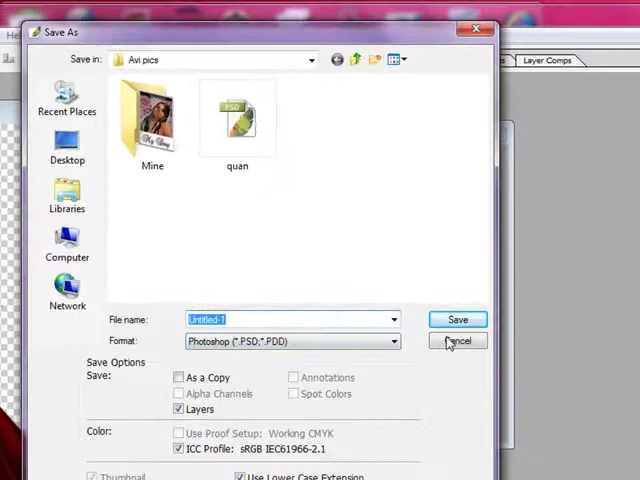 Save As
He
Save in:
Avi pics
s
Layer Comps
Recent Places
PSD
Mine
quan
Desktop
Libraries
Computer
Network
File name:
Untitled-1
Save
Format:
Photoshop (*.PSD;*.PDD)
Cancel
Save Options
Save:
As a Copy
Annotations
Alpha Channels
Spot Colors
Layers
Color:
Use Proof Setup: Working CMYK
ICC Profile: sRGB IEC61966-2.1
Thumbnail
Use Lower Case Extension